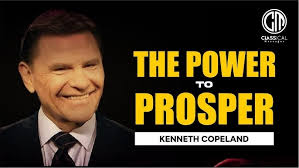 CLASSICAL
THE POWER
TO
PROSPER
KENNETH COPELAND